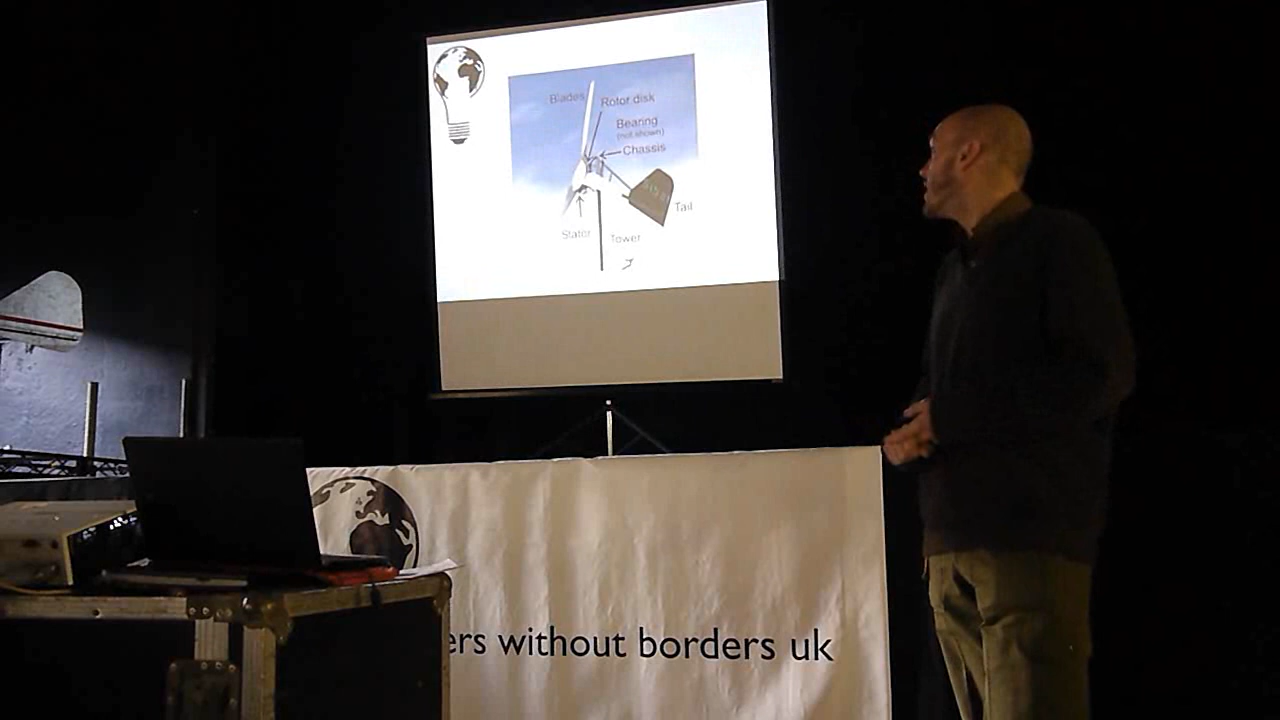 Blades
Rotor disk
Bearing
(not shown)
Chassis
Tail
Stator
Tower
ers without borders uk